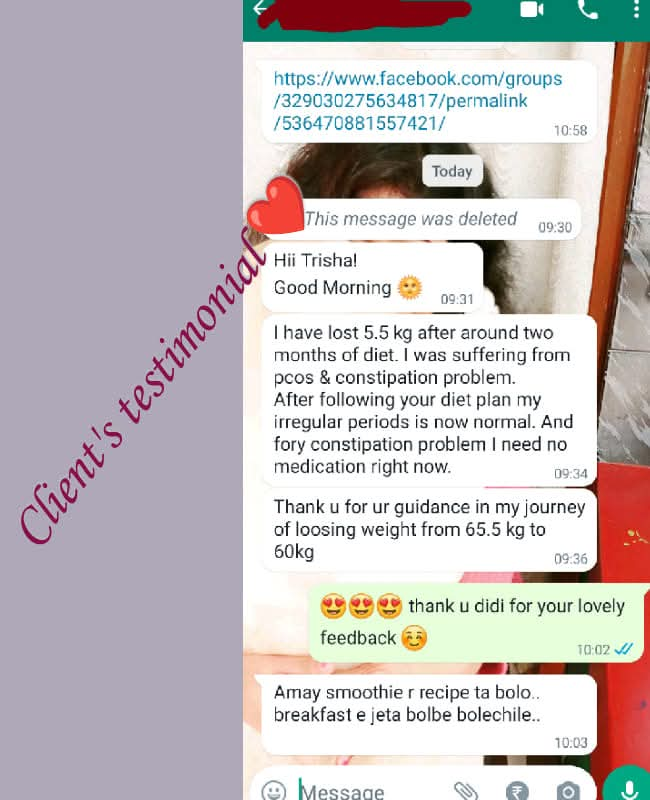 https://www.facebook.com/groups
/329030275634817/permalink
/536470881557421/
10:58
Today
This message was deleted
09:30
Hii Trisha!
Good Morning 🌞
09:31
I have lost 5.5 kg after around two
months of diet. I was suffering from
pcos & constipation problem.
After following your diet plan my
irregular periods is now normal. And
fory constipation problem I need no
medication right now.
09:34
Thank u for ur guidance in my journey
of loosing weight from 65.5 kg to
60kg
09:36
😍😍😍 thank u didi for your lovely
feedback ☺️
10:02
Amay smoothie r recipe ta bolo..
breakfast e jeta bolbe bolechile..
10:03
Message
Client's testimonial